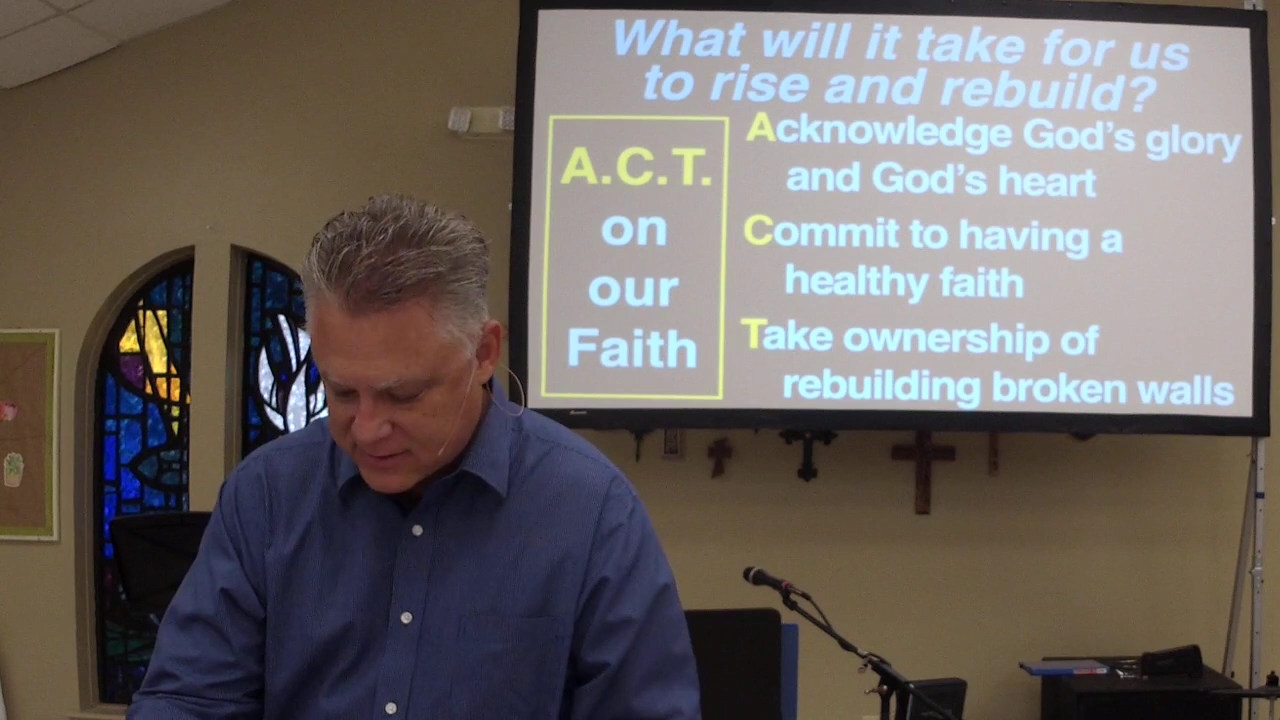 What will it take for us
to rise and rebuild?
A.C.T.
on
our
Faith
Acknowledge God's glory
and God's heart
Commit to having a
healthy faith
Take ownership of
rebuilding broken walls